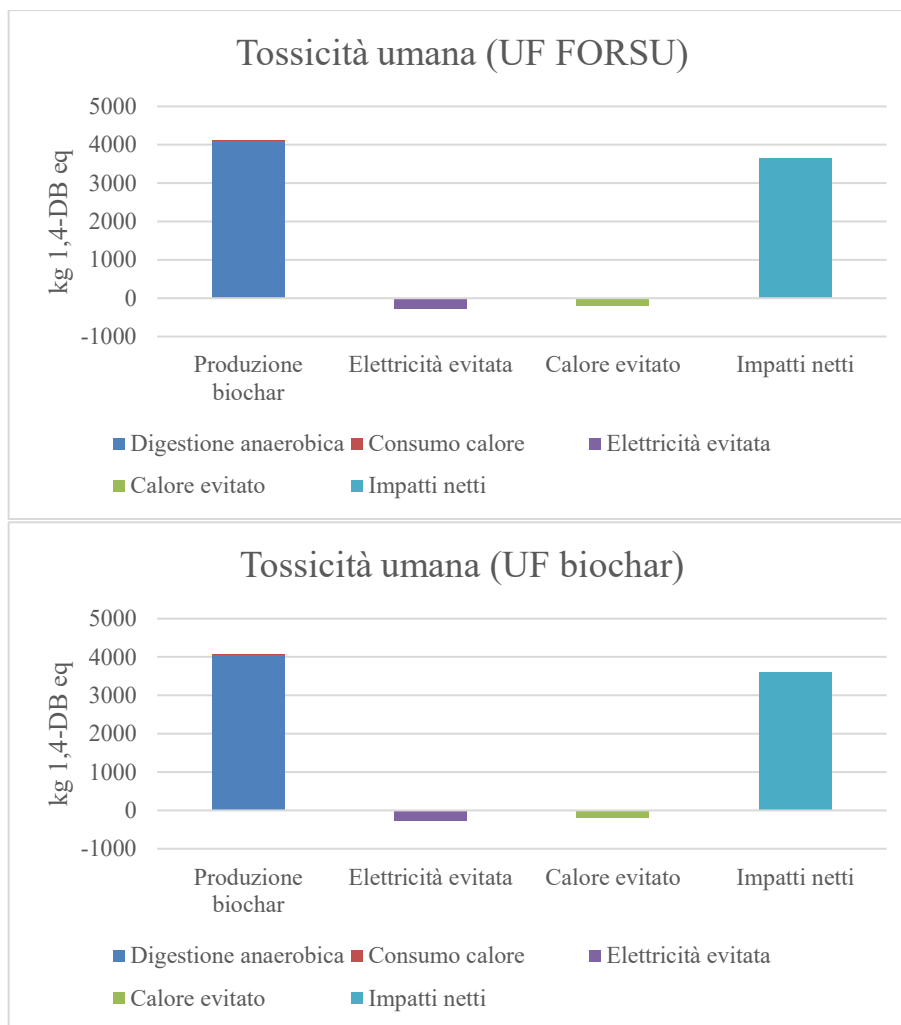 Tossicità umana (UF FORSU)
kg 1,4-DB eq
5000
4000
3000
2000
1000
0
-1000
Produzione biochar
Elettricità evitata
Calore evitato
Impatti netti
Digestione anaerobica
Consumo calore
Elettricità evitata
Calore evitato
Impatti netti
Tossicità umana (UF biochar)
kg 1,4-DB eq
5000
4000
3000
2000
1000
0
-1000
Produzione biochar
Elettricità evitata
Calore evitato
Impatti netti
Digestione anaerobica
Consumo calore
Elettricità evitata
Calore evitato
Impatti netti